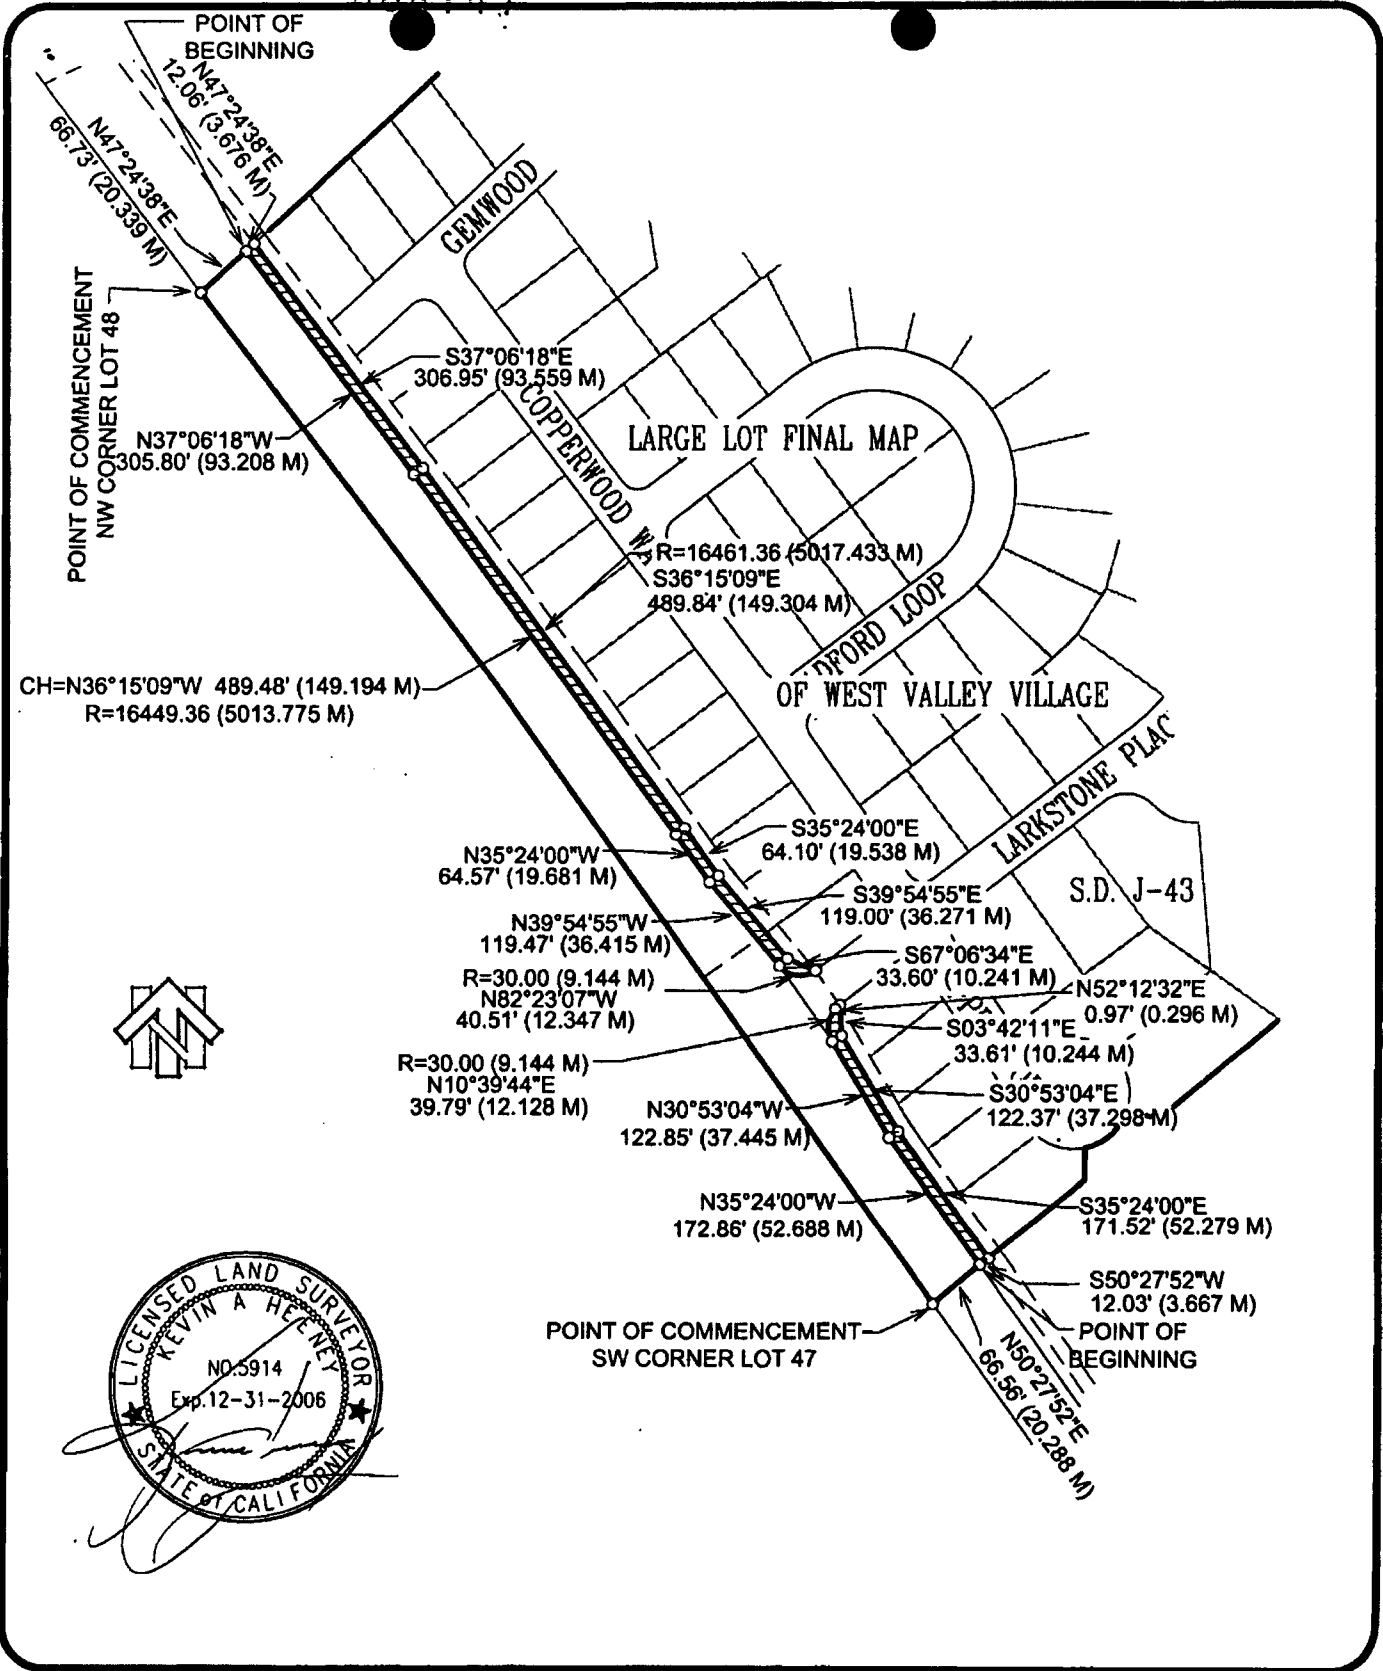 POINT OF
BEGINNING
N47°24'38"E
12.06' (3.676 M)
N47°24'38"E
66.73' (20.339 M)
GEMWOOD
POINT OF COMMENCEMENT
NW CORNER LOT 48
S37°06'18"E
306.95' (93.559 M)
COPPERWOOD
LARGE LOT FINAL MAP
N37°06'18"W
305.80' (93.208 M)
R=16461.36 (5017.433 M)
S36°15'09"E
489.84' (149.304 M)
DFORD LOOP
CH=N36°15'09"W 489.48' (149.194 M)
R=16449.36 (5013.775 M)
OF WEST VALLEY VILLAGE
LARKSTONE PLAC
S35°24'00"E
64.10' (19.538 M)
N35°24'00"W
64.57' (19.681 M)
S.D. J-43
S39°54'55"E
119.00' (36.271 M)
N39°54'55"W
119.47' (36.415 M)
S67°06'34"E
33.60' (10.241 M)
R=30.00 (9.144 M)
N82°23'07"W
40.51' (12.347 M)
N52°12'32"E
0.97' (0.296 M)
S03°42'11"E
33.61' (10.244 M)
R=30.00 (9.144 M)
N10°39'44"E
39.79' (12.128 M)
S30°53'04"E
122.37' (37.298 M)
N30°53'04"W
122.85' (37.445 M)
N35°24'00"W
172.86' (52.688 M)
S35°24'00"E
171.52' (52.279 M)
S50°27'52"W
12.03' (3.667 M)
POINT OF COMMENCEMENT
SW CORNER LOT 47
POINT OF
BEGINNING
N50°27'52"E
66.56' (20.288 M)
LICENSED LAND SURVEYOR
KEVIN A HEENEY
NO.5914
Exp.12-31-2006
STATE of CALIFORNIA
N